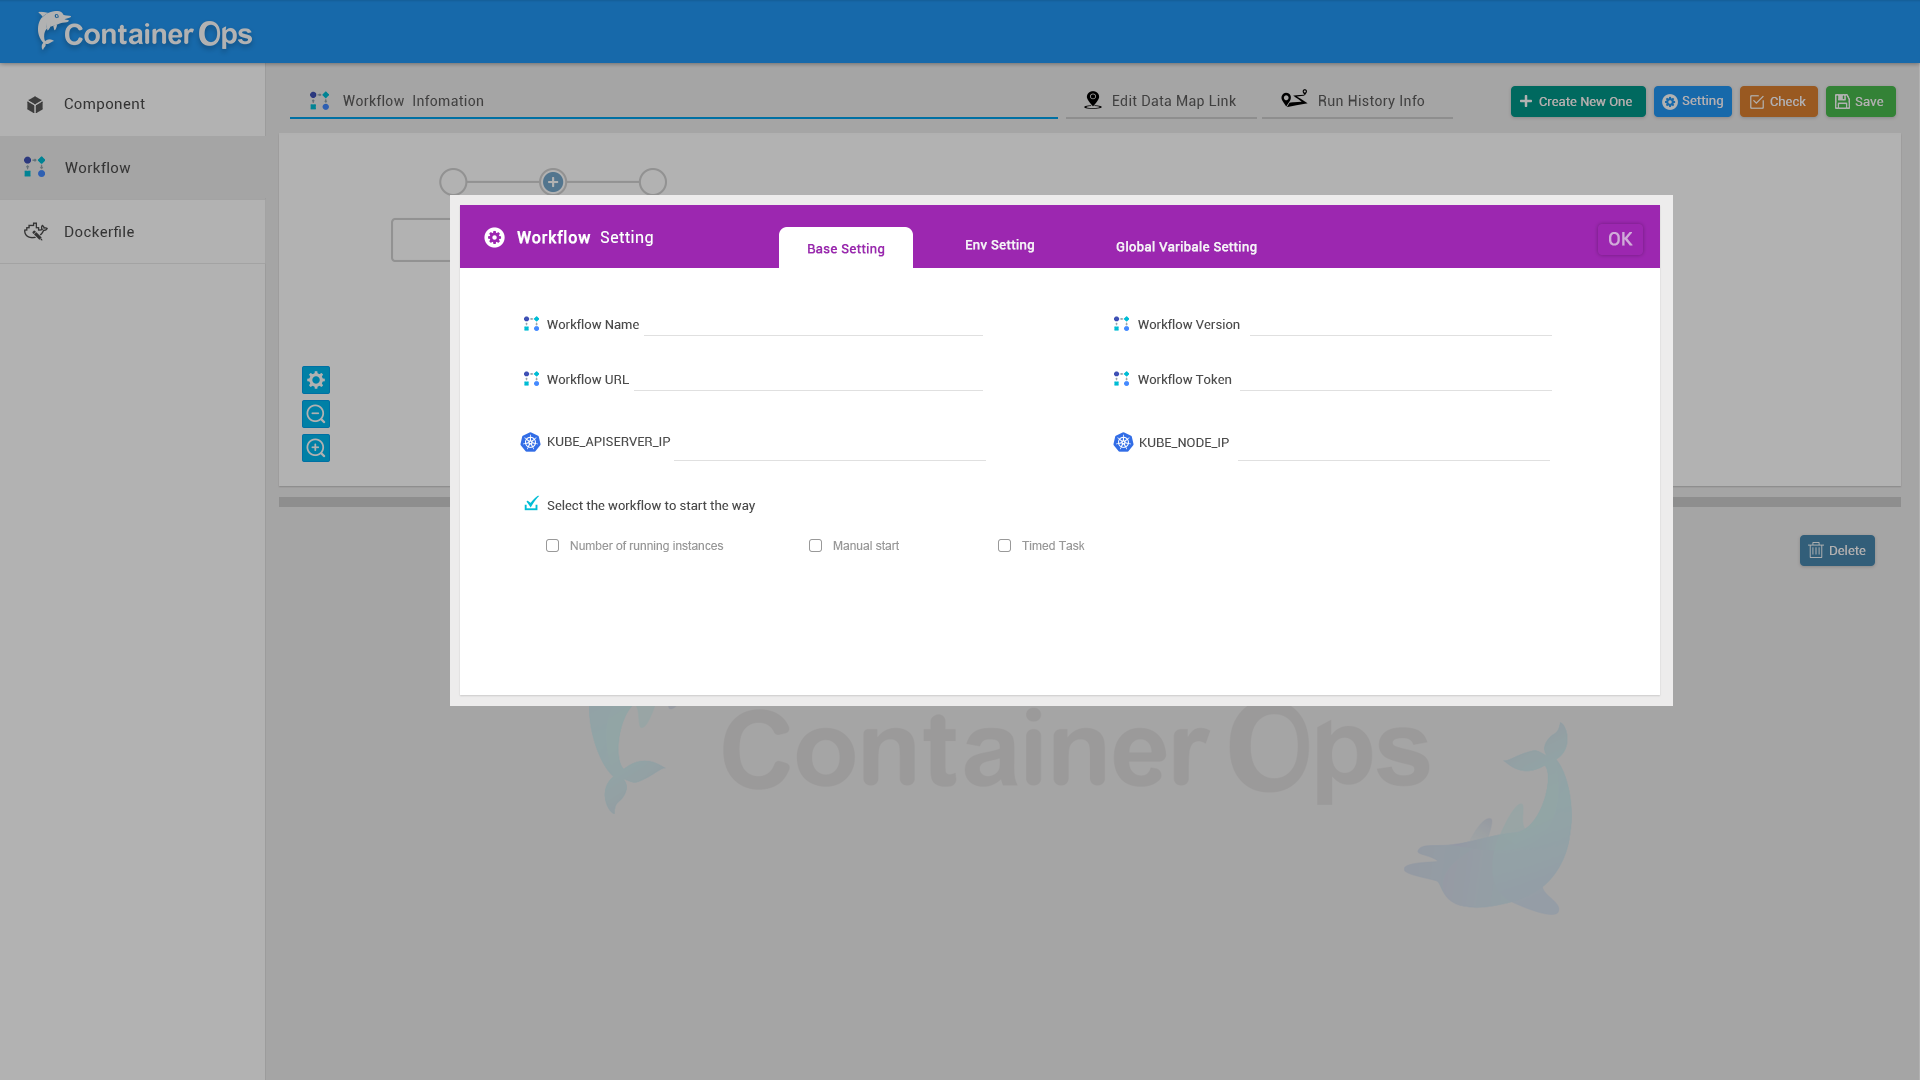 Container Ops
Component
Workflow
Dockerfile
Workflow Infomation
Edit Data Map Link
Run History Info
Create New One
Setting
Check
Save
Workflow Setting
Base Setting
Env Setting
Global Varibale Setting
OK
Workflow Name
Workflow Version
Workflow URL
Workflow Token
KUBE_APISERVER_IP
KUBE_NODE_IP
Select the workflow to start the way
Number of running instances
Manual start
Timed Task
Delete
Container Ops